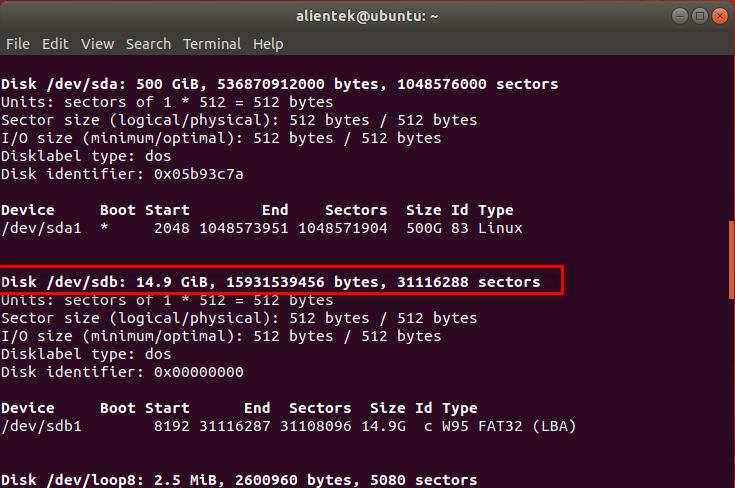 alientek@ubuntu: ~
File Edit View Search Terminal Help
Disk /dev/sda: 500 GiB, 536870912000 bytes, 1048576000 sectors
Units: sectors of 1 * 512 = 512 bytes
Sector size (logical/physical): 512 bytes / 512 bytes
I/O size (minimum/optimal): 512 bytes / 512 bytes
Disklabel type: dos
Disk identifier: 0x05b93c7a
Device     Boot Start        End    Sectors  Size Id Type
/dev/sda1  *     2048 1048573951 1048571904  500G 83 Linux
Disk /dev/sdb: 14.9 GiB, 15931539456 bytes, 31116288 sectors
Units: sectors of 1 * 512 = 512 bytes
Sector size (logical/physical): 512 bytes / 512 bytes
I/O size (minimum/optimal): 512 bytes / 512 bytes
Disklabel type: dos
Disk identifier: 0x00000000
Device     Boot Start      End  Sectors  Size Id Type
/dev/sdb1        8192 31116287 31108096 14.9G  c W95 FAT32 (LBA)
Disk /dev/loop8: 2.5 MiB, 2600960 bytes, 5080 sectors